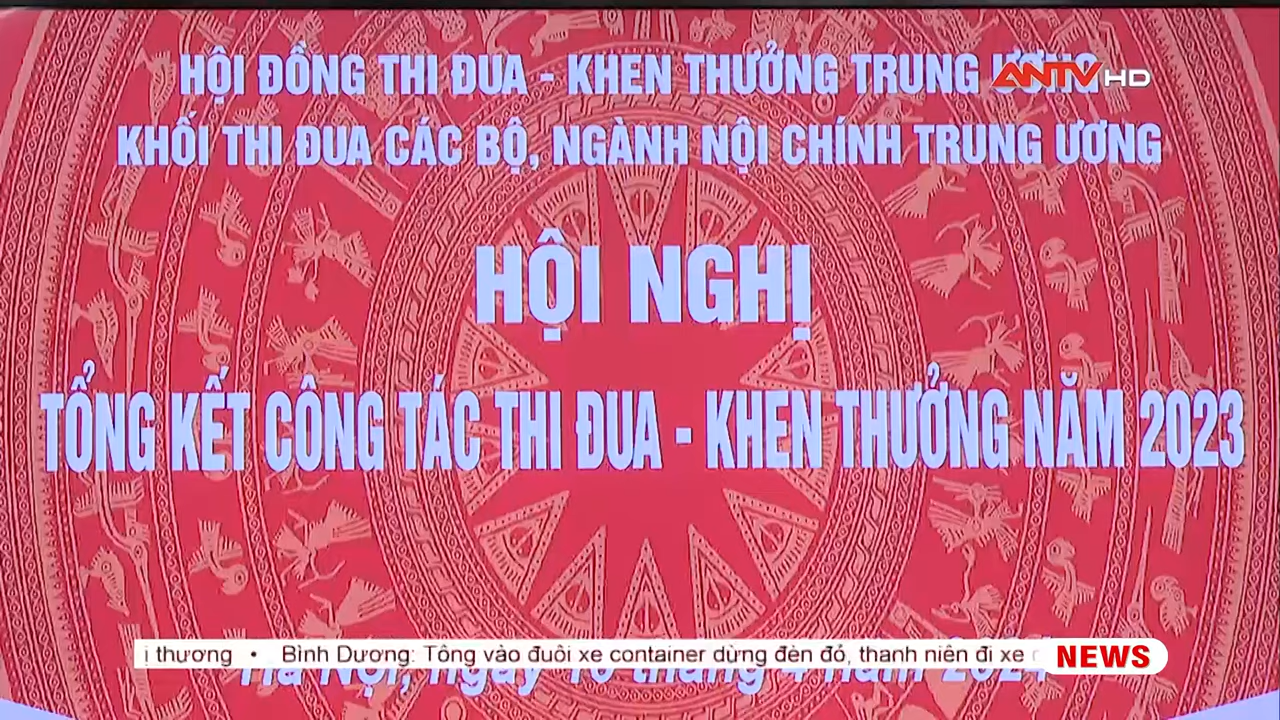 HỘI ĐỒNG THI ĐUA - KHEN THƯỞNG TRUNG ƯƠNG
ANTV HD
KHỐI THI ĐUA CÁC BỘ, NGÀNH NỘI CHÍNH TRUNG ƯƠNG
HỘI NGHỊ
TỔNG KẾT CÔNG TÁC THI ĐUA - KHEN THƯỞNG NĂM 2023
ị thương • Bình Dương: Tông vào đuôi xe container dừng đèn đỏ, thanh niên đi xe
NEWS
Hà Nội, ngày tháng 4 năm 2024